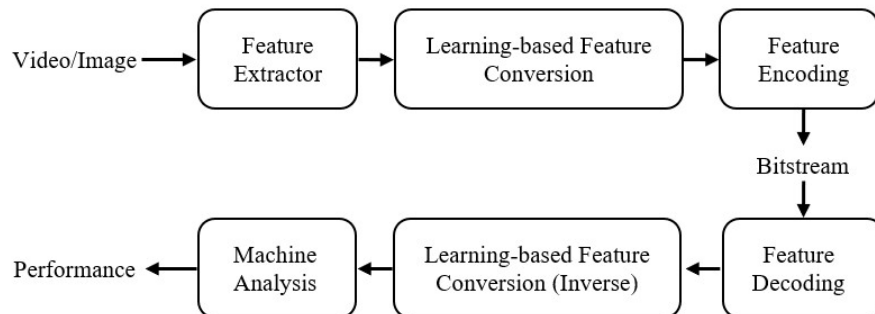 Video/Image
Feature
Extractor
Learning-based Feature
Conversion
Feature
Encoding
Bitstream
Feature
Decoding
Learning-based Feature
Conversion (Inverse)
Machine
Analysis
Performance